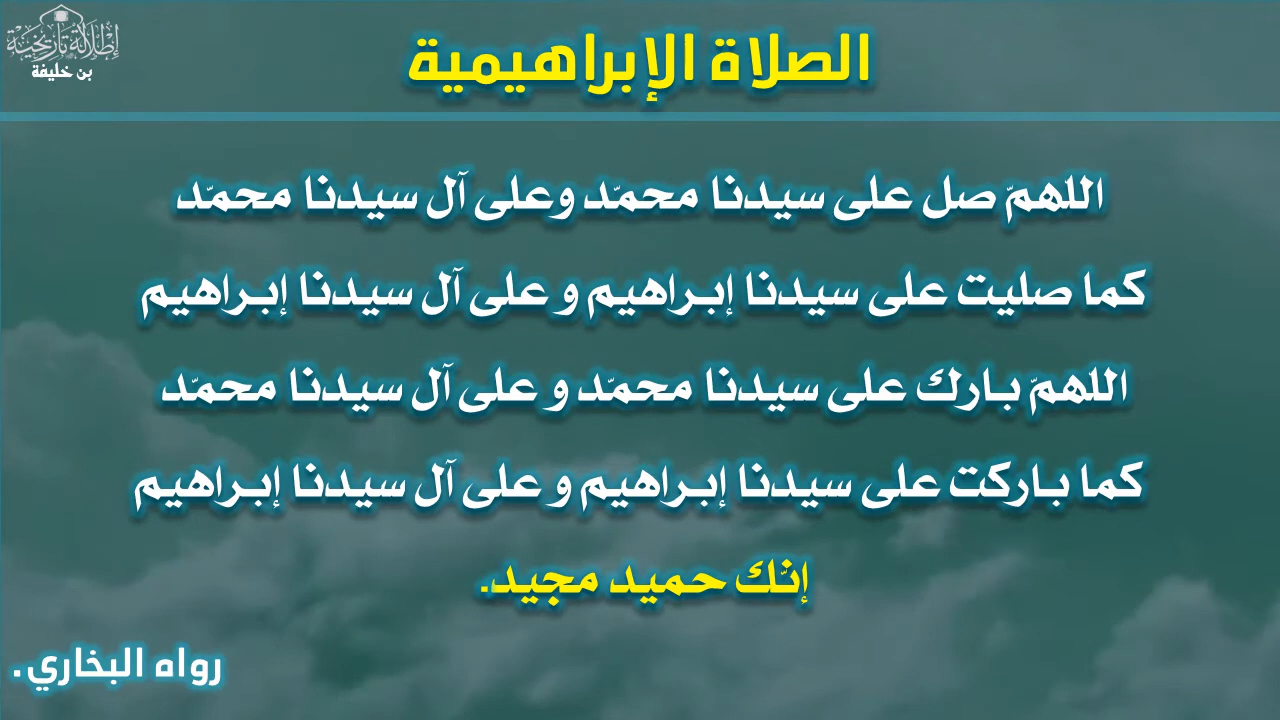 إطلالة تاريخية
بن خليفة
الصلاة الإبراهيمية
اللهمّ صل على سيدنا محمّد وعلى آل سيدنا محمّد
كما صليت على سيدنا إبراهيم و على آل سيدنا إبراهيم
اللهمّ بارك على سيدنا محمّد و على آل سيدنا محمّد
كما باركت على سيدنا إبراهيم و على آل سيدنا إبراهيم
إنّك حميد مجيد.
رواه البخاري.